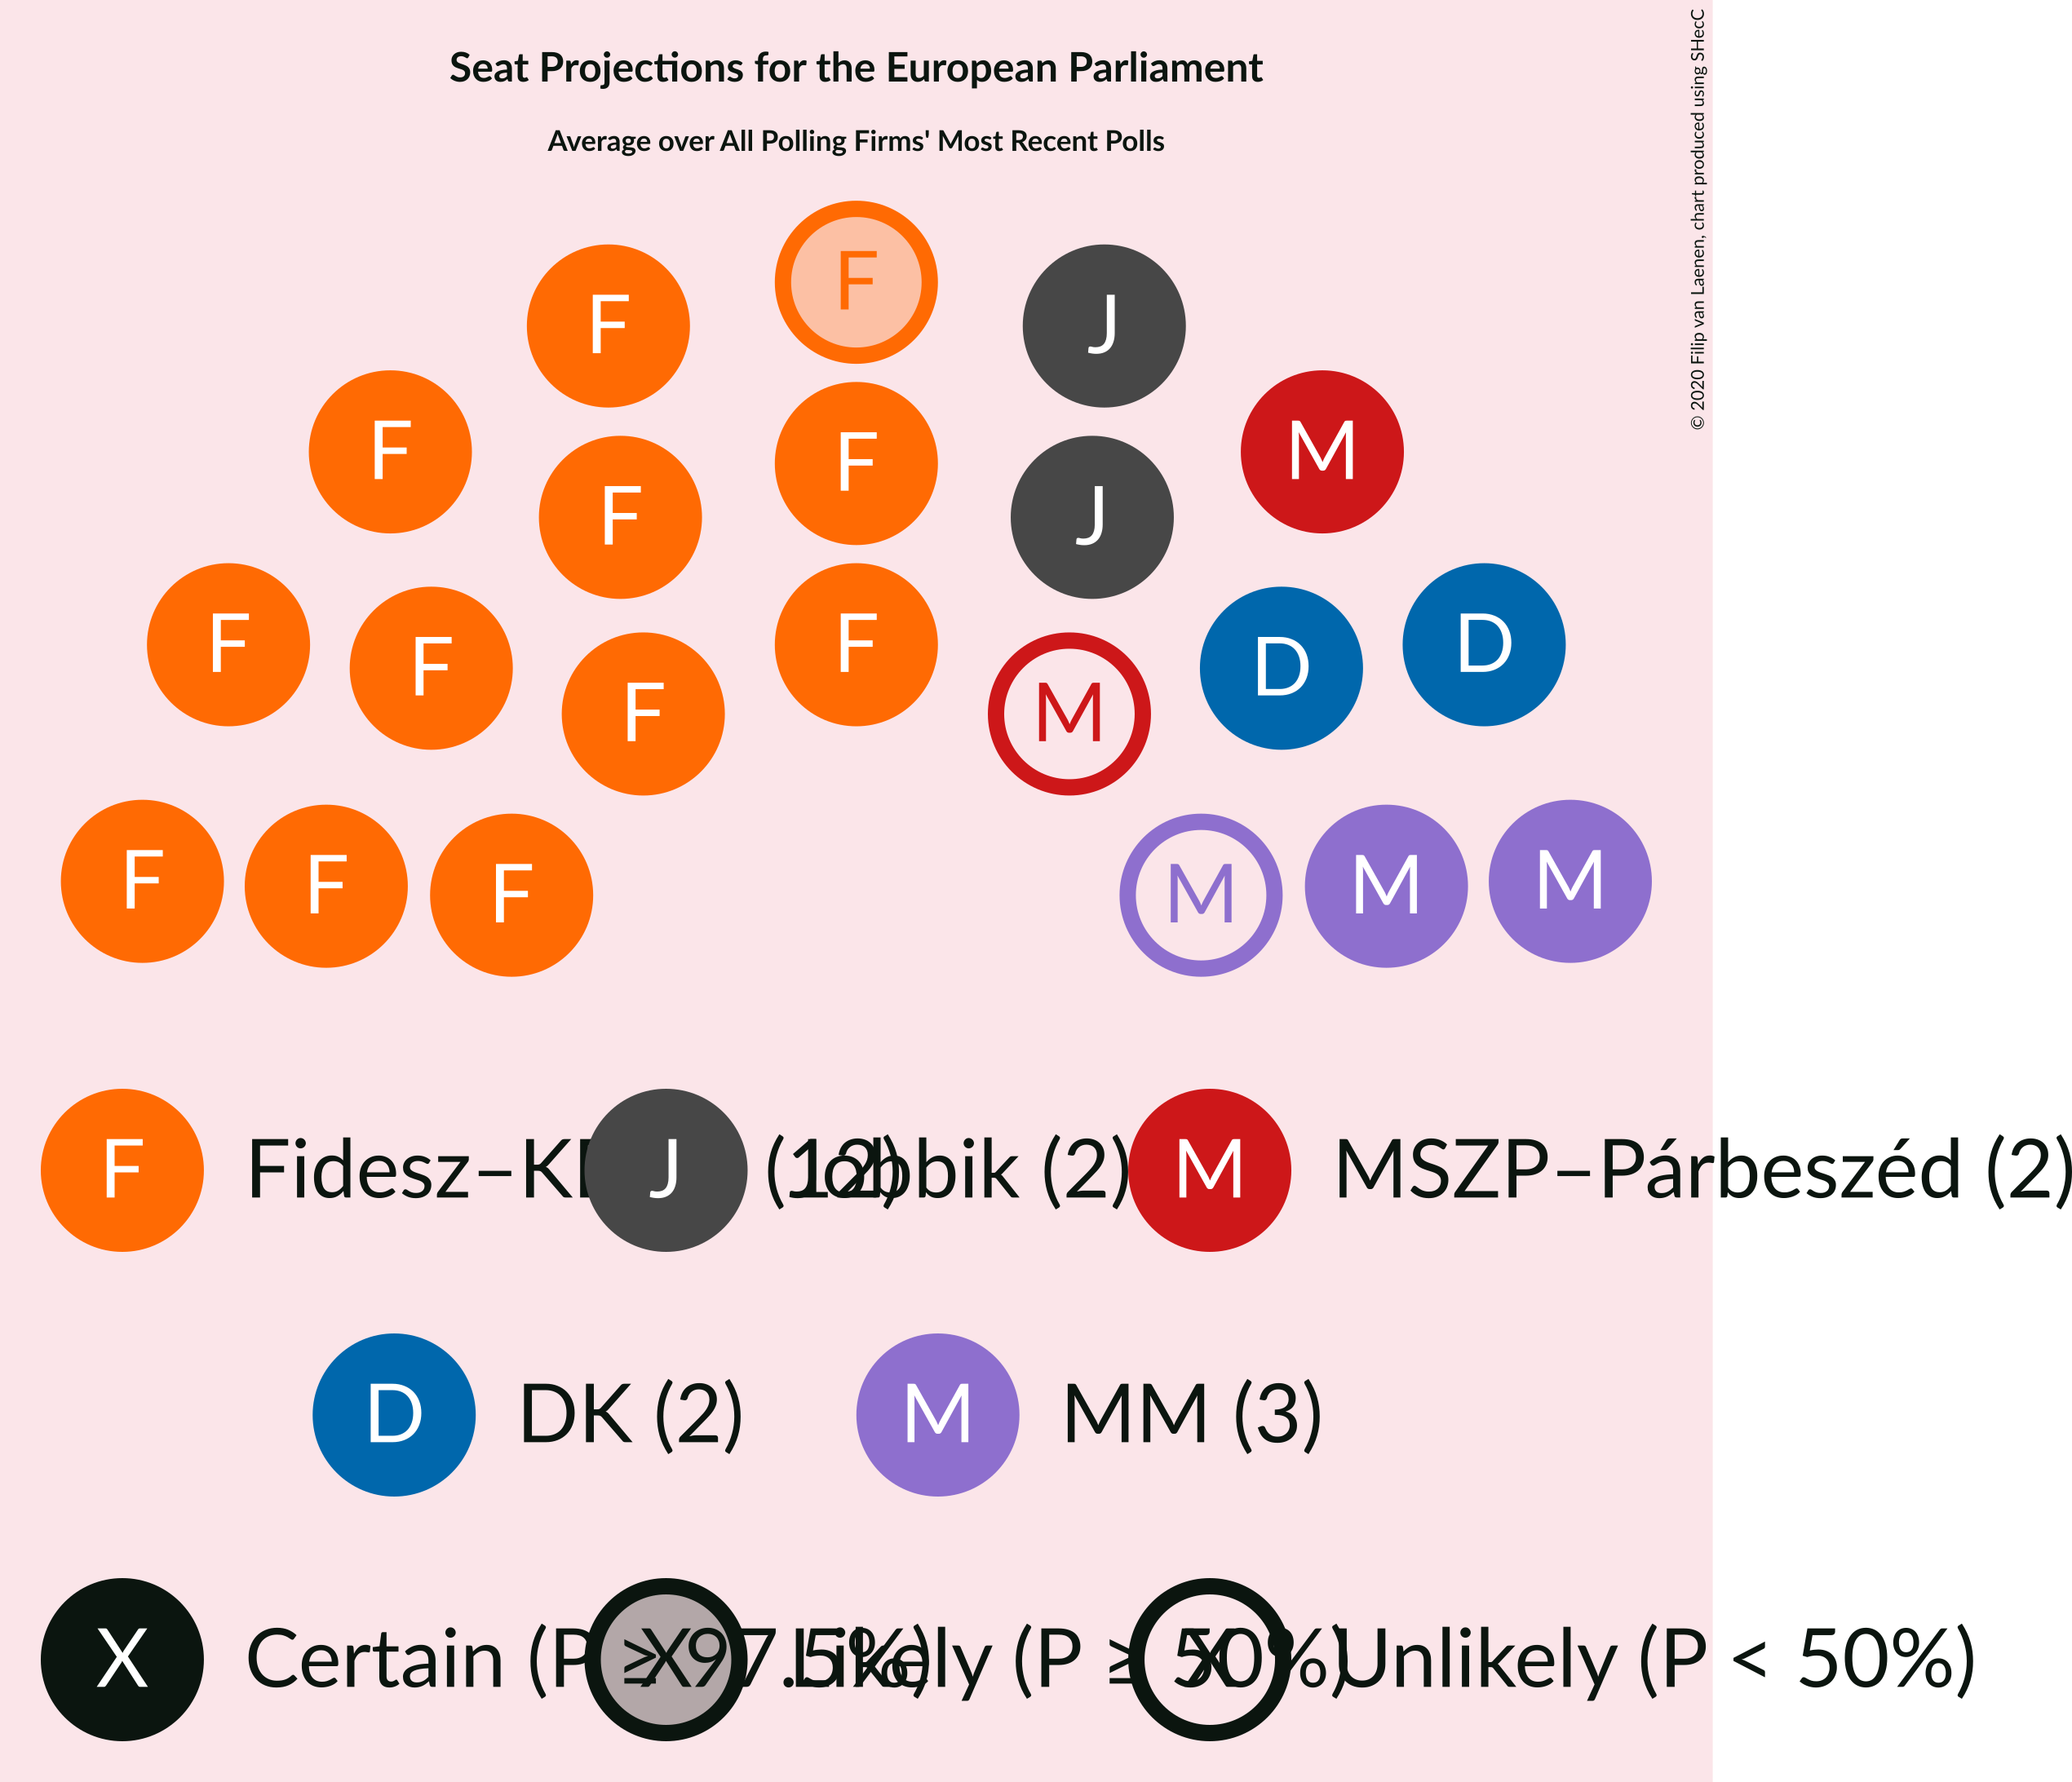 Seat Projections for the European Parliament
Average over All Polling Firms' Most Recent Polls
© 2020 Filip van Laenen, chart produced using SHecC
F
F J
F F M
F J
F F D
F D
F M
F F F M M M
F Fidesz–KDNP (12) J Jobbik (2) M MSZP–Párbeszéd (2)
D DK (2) M MM (3)
X Certain (P ≥ 97.5%) X Likely (P ≥ 50%) X Unlikely (P < 50%)